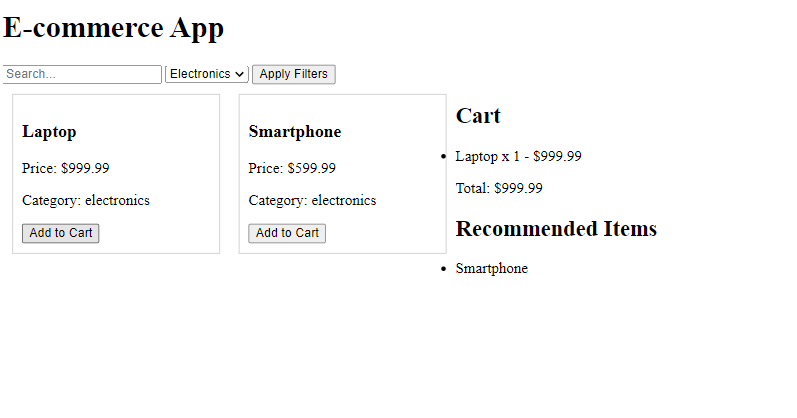 E-commerce App
Search...
Electronics
Apply Filters
Laptop
Price: $999.99
Category: electronics
Add to Cart
Smartphone
Price: $599.99
Category: electronics
Add to Cart
Cart
• Laptop x 1 - $999.99
Total: $999.99
Recommended Items
• Smartphone